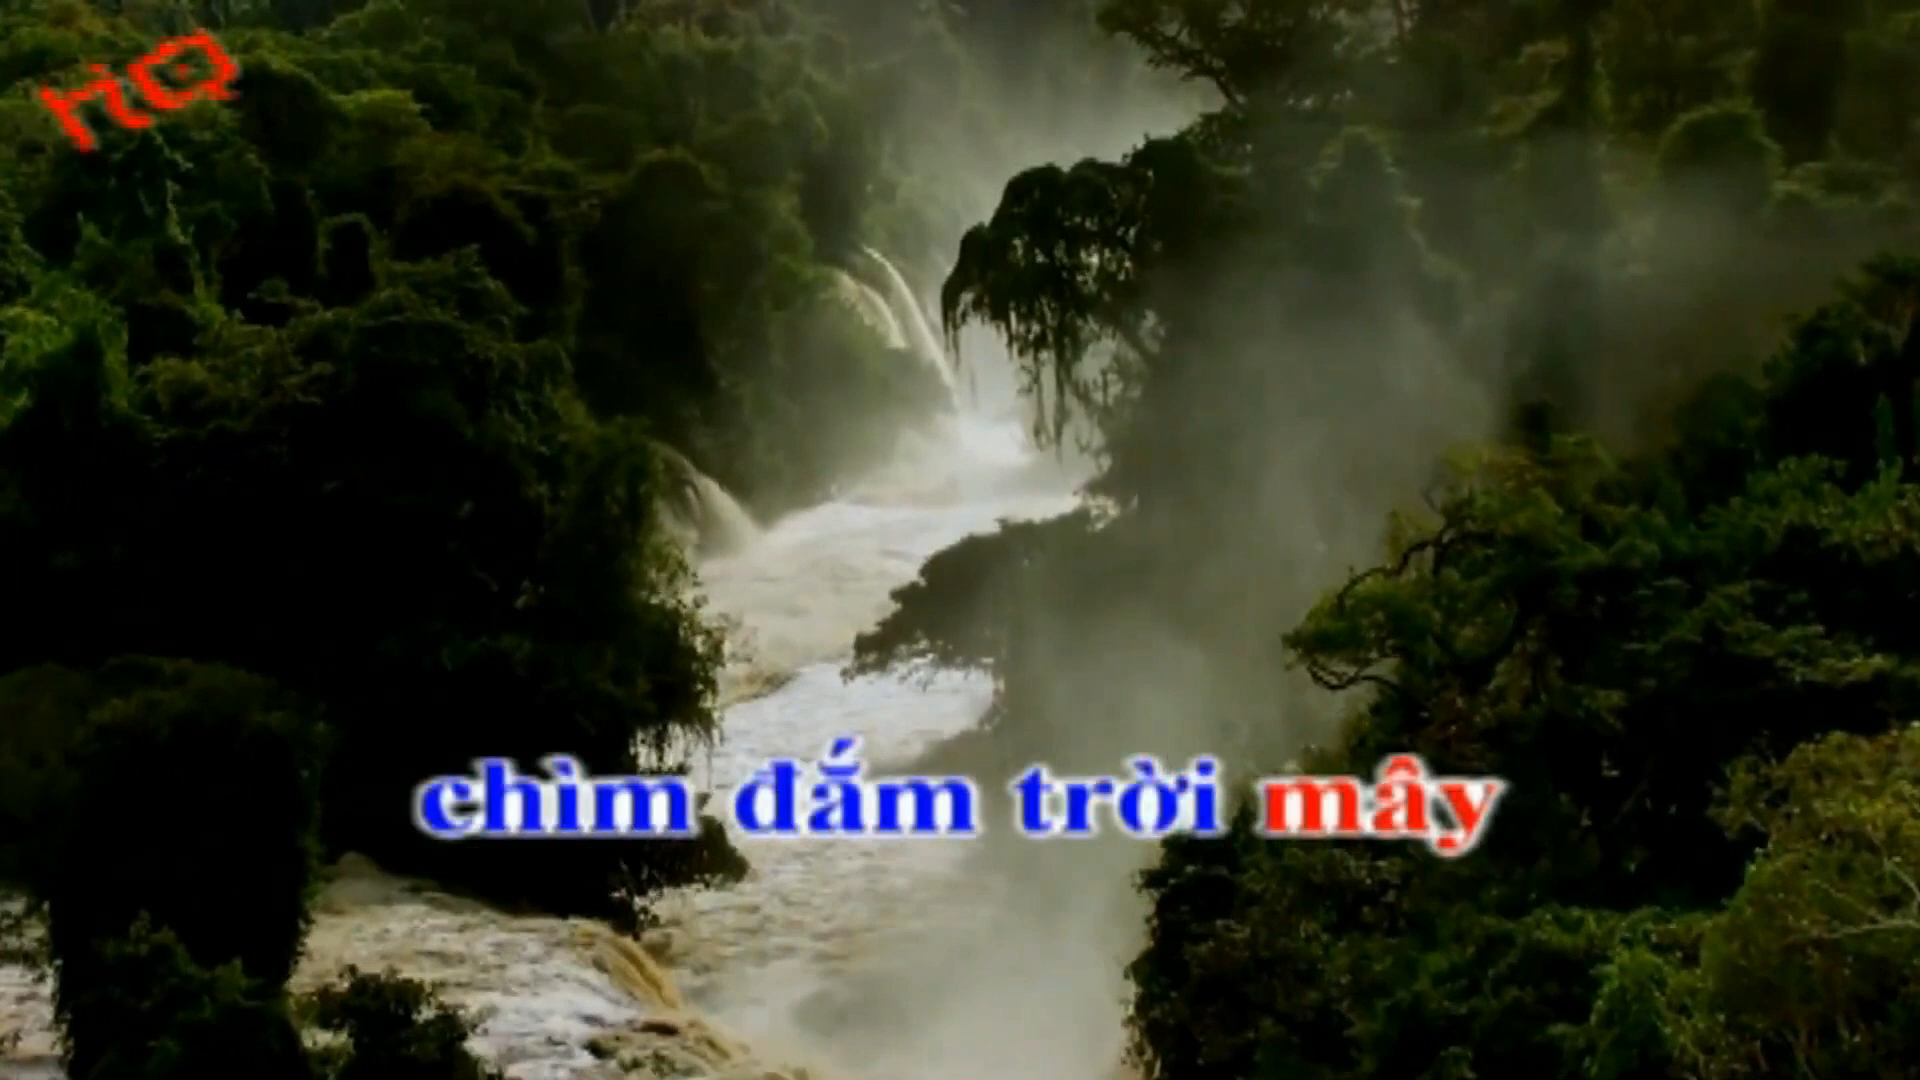 chìm đắm trời mây